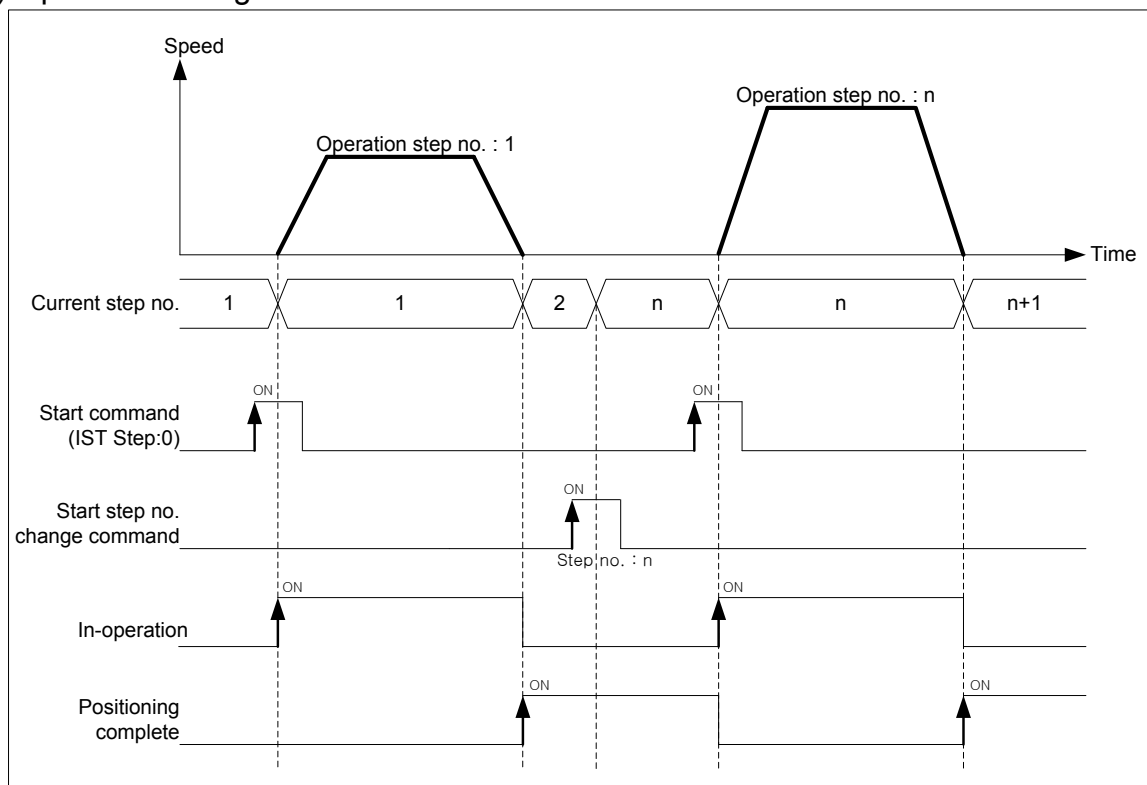 Speed
Operation step no. : n
Operation step no. : 1
Time
Current step no.
1
1
2
n
n
n+1
ON
ON
Start command
(IST Step:0)
ON
Start step no.
change command
Step no. : n
ON
ON
In-operation
ON
ON
Positioning
complete